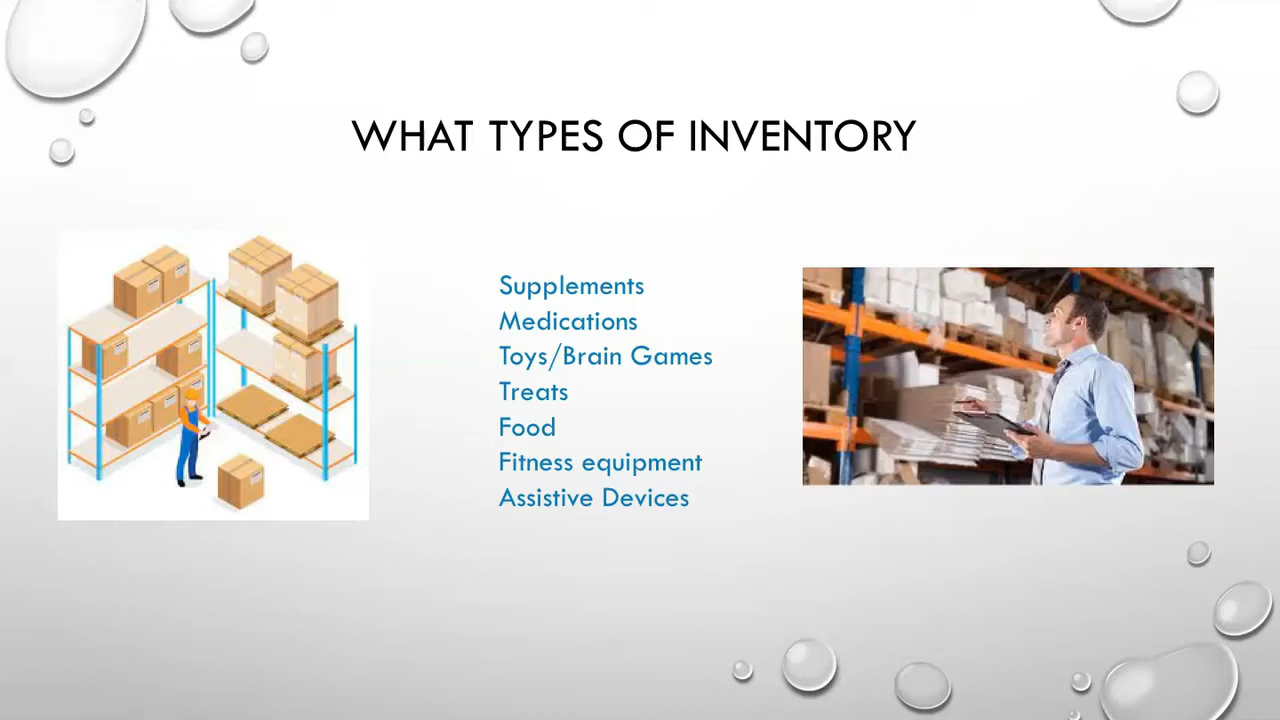 WHAT TYPES OF INVENTORY
Supplements
Medications
Toys/Brain Games
Treats
Food
Fitness equipment
Assistive Devices